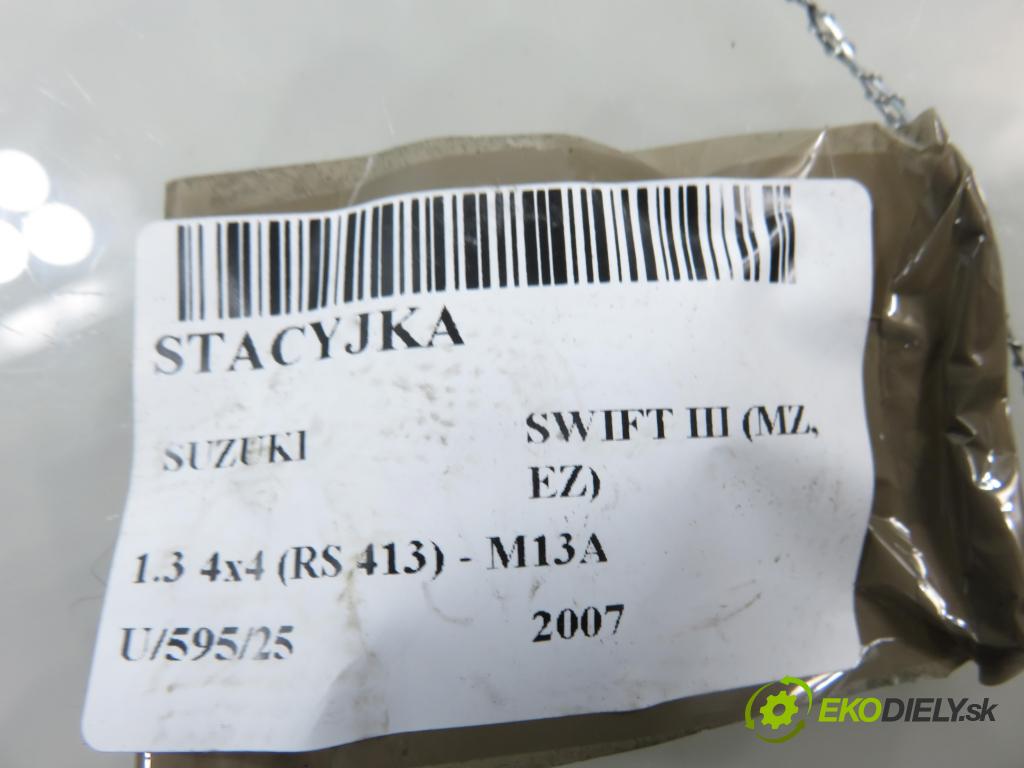 STACYJKA
SUZUKI
SWIFT III (MZ,
EZ)
1.3 4x4 (RS 413) - M13A
U/595/25
2007
EKODIELY.sk